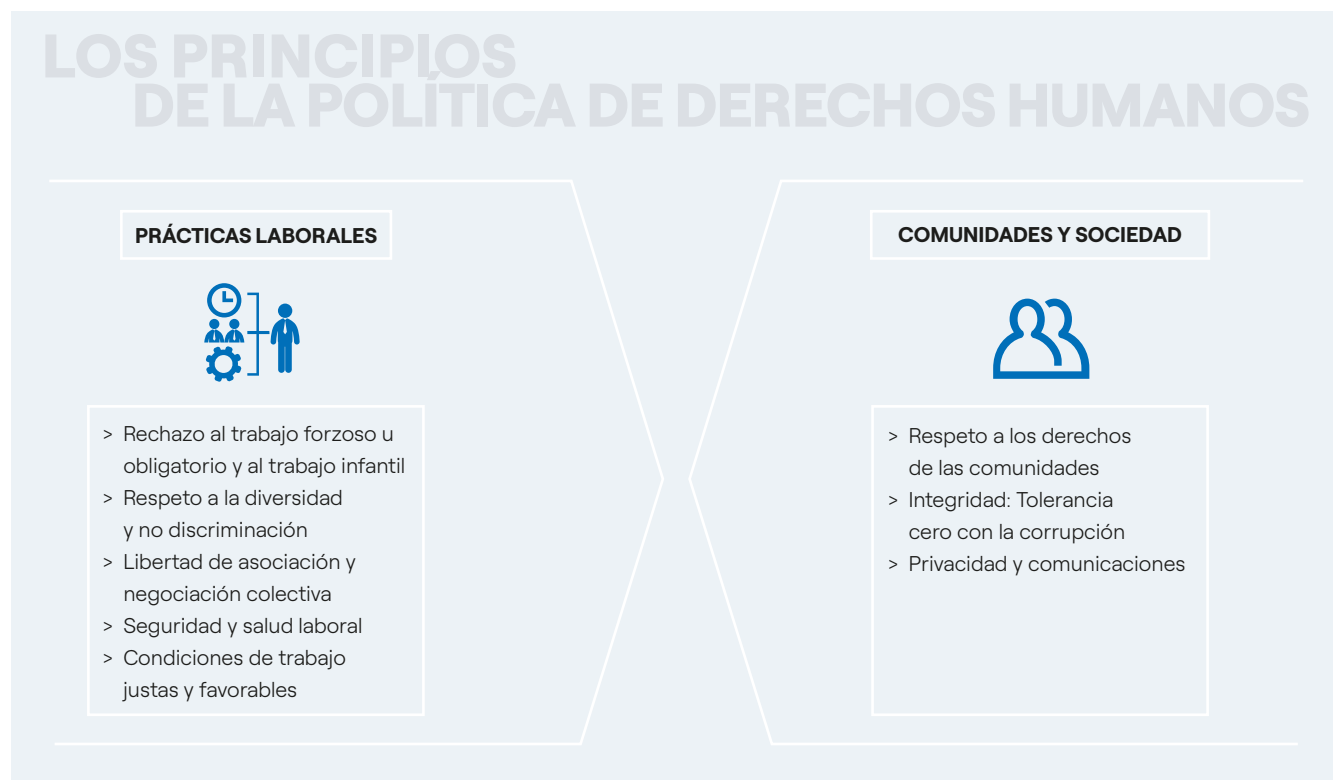 LOS PRINCIPIOS
DE LA POLÍTICA DE DERECHOS HUMANOS
PRÁCTICAS LABORALES
> Rechazo al trabajo forzoso u
obligatorio y al trabajo infantil
> Respeto a la diversidad
y no discriminación
> Libertad de asociación y
negociación colectiva
> Seguridad y salud laboral
> Condiciones de trabajo
justas y favorables
COMUNIDADES Y SOCIEDAD
> Respeto a los derechos
de las comunidades
> Integridad: Tolerancia
cero con la corrupción
> Privacidad y comunicaciones